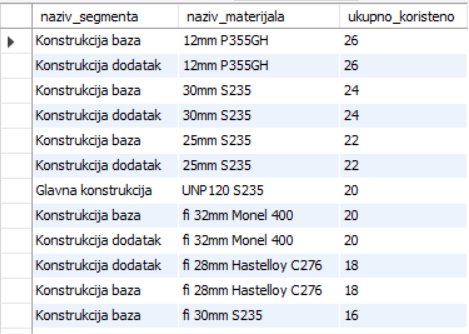 naziv_segmenta naziv_materijala ukupno_koristeno
Konstrukcija baza 12mm P355GH 26
Konstrukcija dodatak 12mm P355GH 26
Konstrukcija baza 30mm S235 24
Konstrukcija dodatak 30mm S235 24
Konstrukcija baza 25mm S235 22
Konstrukcija dodatak 25mm S235 22
Glavna konstrukcija UNP120 S235 20
Konstrukcija baza fi 32mm Monel 400 20
Konstrukcija dodatak fi 32mm Monel 400 20
Konstrukcija dodatak fi 28mm Hastelloy C276 18
Konstrukcija baza fi 28mm Hastelloy C276 18
Konstrukcija baza fi 30mm S235 16